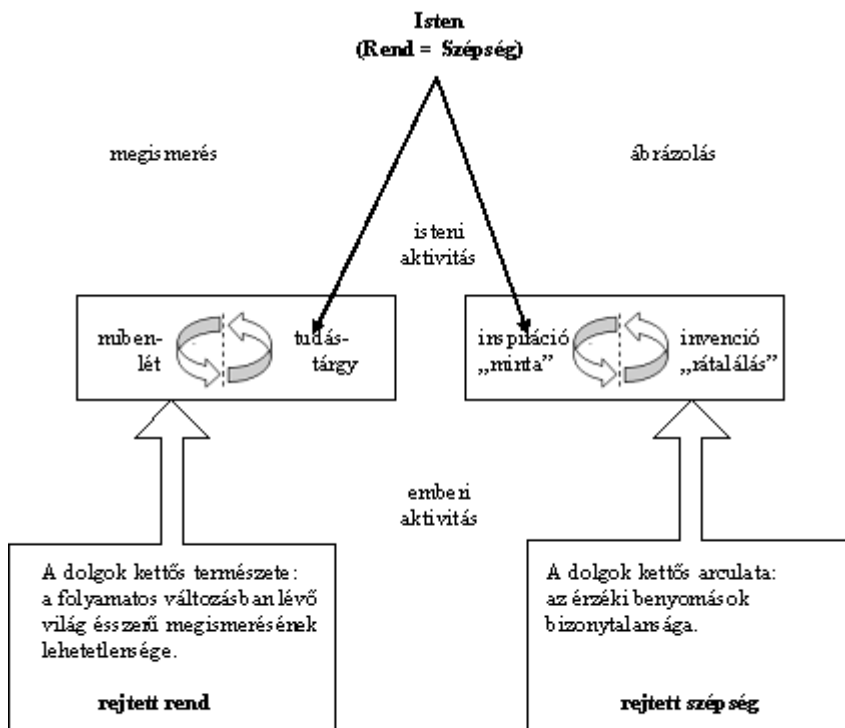 Isten
(Rend = Szépség)
megismerés
ábrázolás
isteni
aktivitás
miben-
lét
tudás-
tárgy
inspiráció
„minta”
invenció
„rátalálás”
emberi
aktivitás
A dolgok kettős természete:
a folyamatos változásban lévő
világ ésszerű megismerésének
lehetetlensége.
rejtett rend
A dolgok kettős arculata:
az érzéki benyomások
bizonytalansága.
rejtett szépség